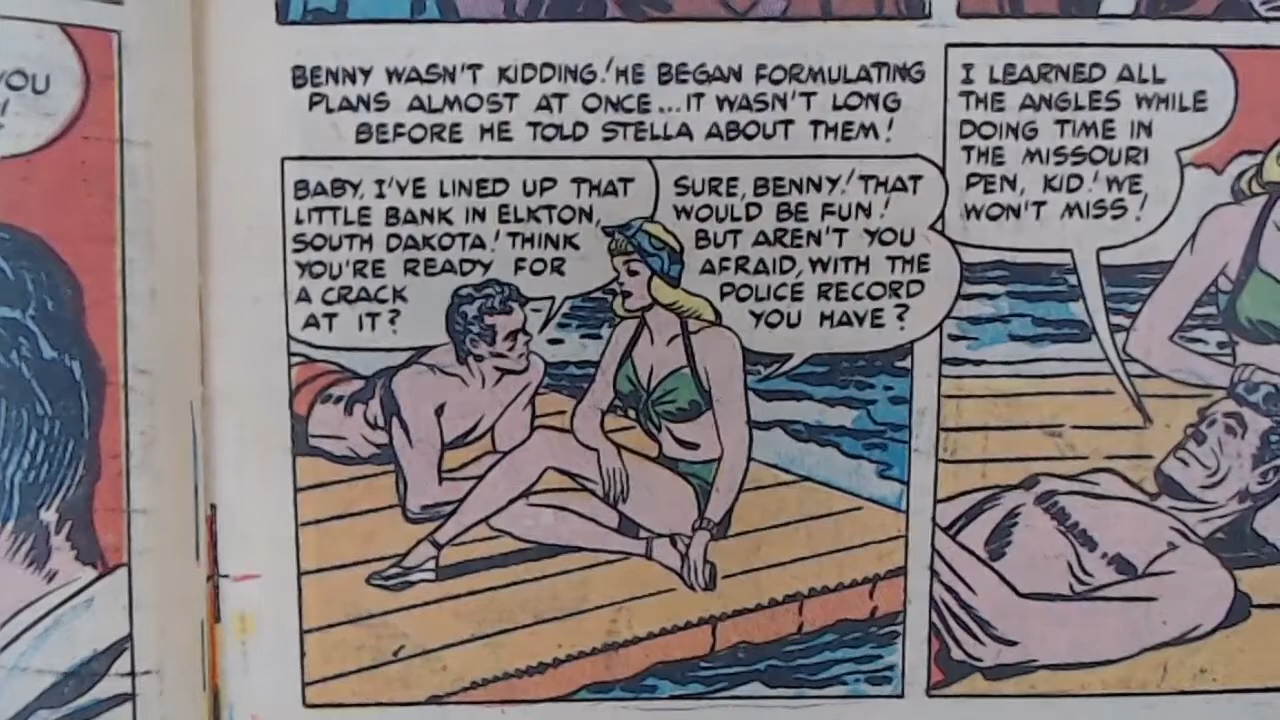 YOU
!
BENNY WASN'T KIDDING! HE BEGAN FORMULATING
PLANS ALMOST AT ONCE...IT WASN'T LONG
BEFORE HE TOLD STELLA ABOUT THEM!
BABY, I'VE LINED UP THAT
LITTLE BANK IN ELKTON,
SOUTH DAKOTA! THINK
YOU'RE READY FOR
A CRACK
AT IT?
SURE, BENNY! THAT
WOULD BE FUN!
BUT AREN'T YOU
AFRAID, WITH THE
POLICE RECORD
YOU HAVE?
I LEARNED ALL
THE ANGLES WHILE
DOING TIME IN
THE MISSOURI
PEN, KID! WE
WON'T MISS!